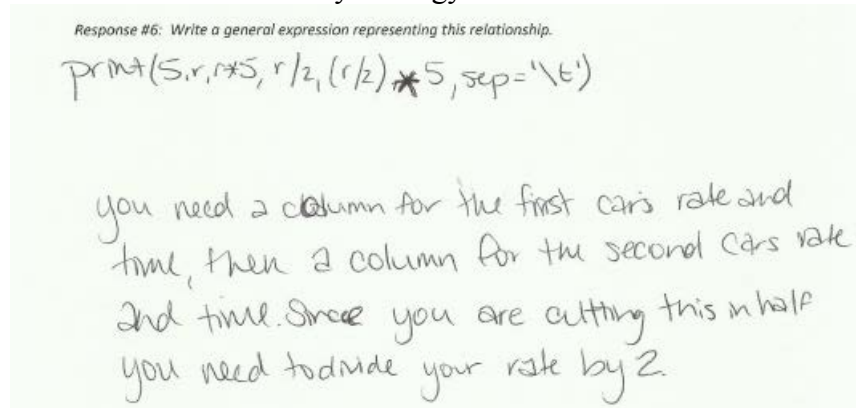 Response #6: Write a general expression representing this relationship.
print(5,r,r*5, r/2, (r/2)*5, sep='\t')
you need a column for the first car's rate and
time, then a column for the second cars rate
and time. Since you are cutting this in half
you need to divide your rate by 2.